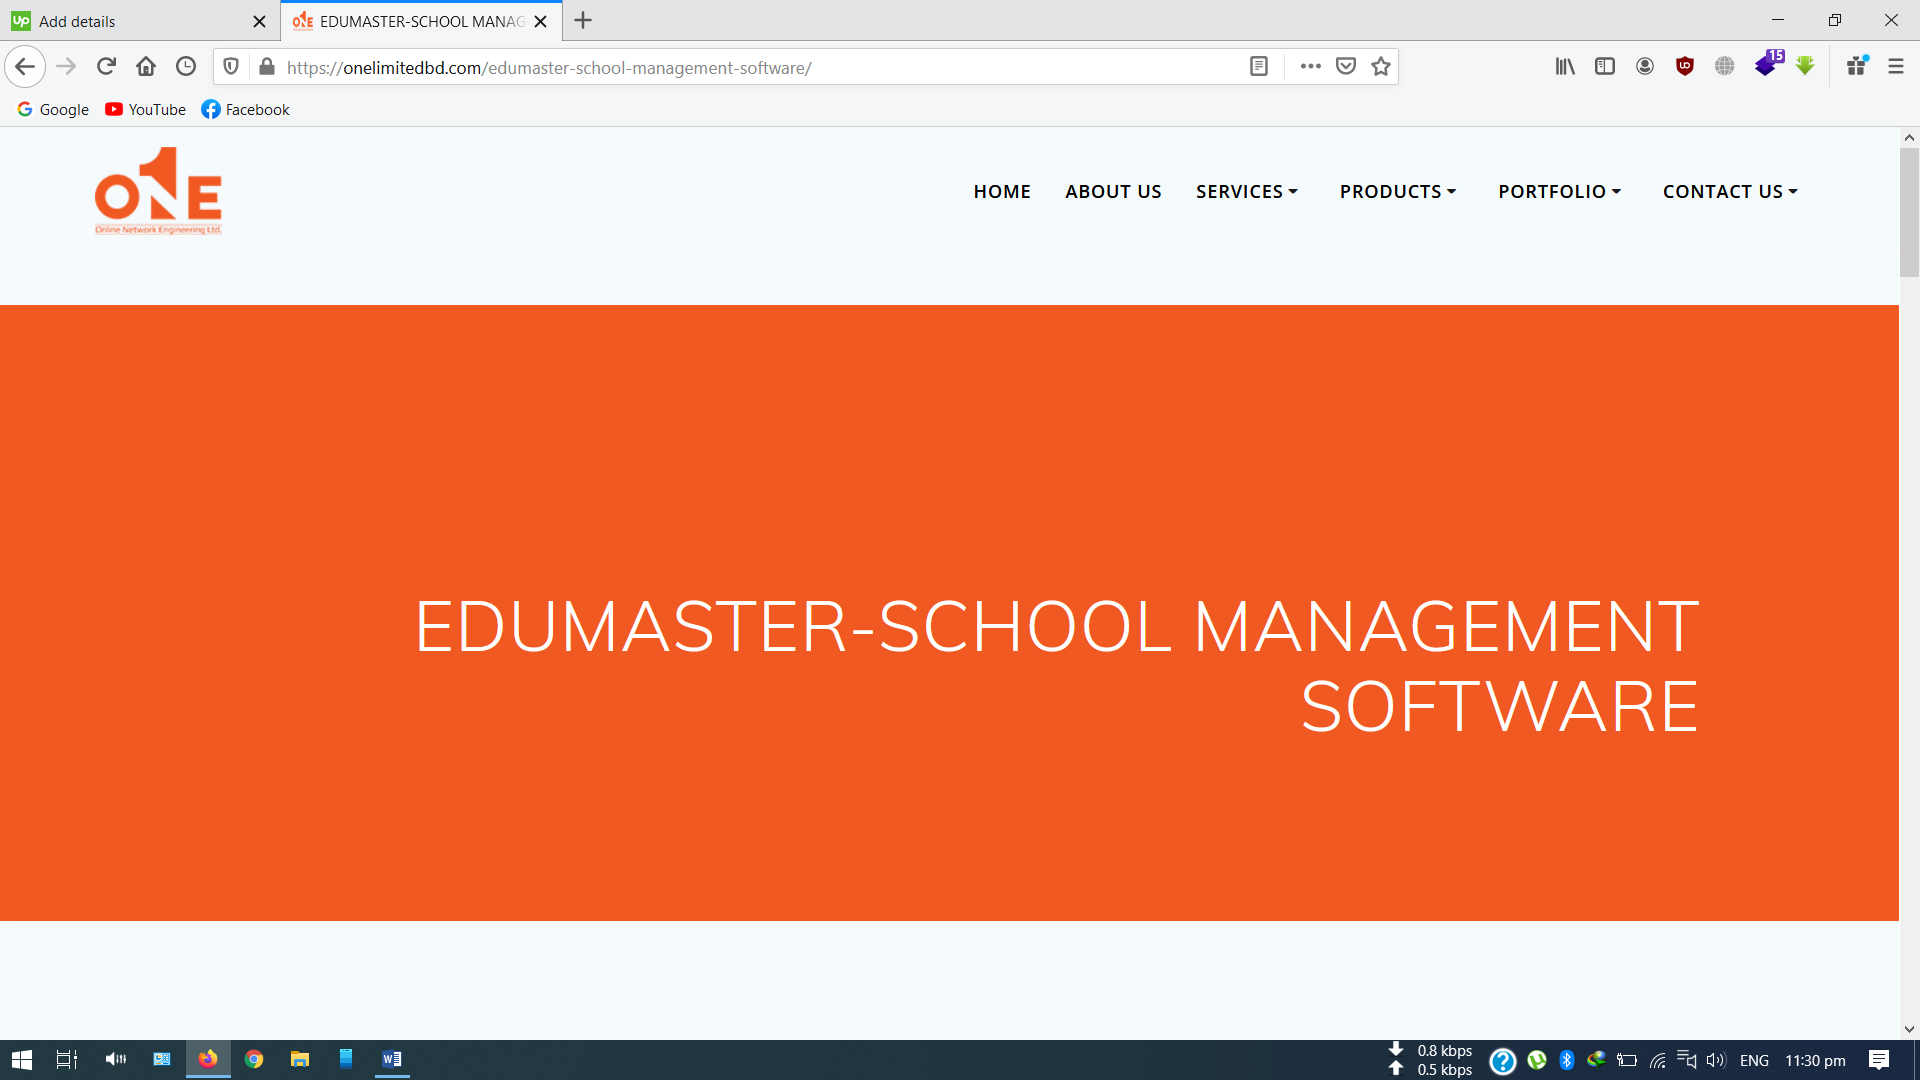 Add details
ONE EDUMASTER-SCHOOL MANAG
https://onelimitedbd.com/edumaster-school-management-software/
15
Google YouTube Facebook
ONE
Online Network Engineering Ltd.
HOME ABOUT US SERVICES PRODUCTS PORTFOLIO CONTACT US
EDUMASTER-SCHOOL MANAGEMENT
SOFTWARE
0.8 kbps
0.5 kbps
ENG 11:30 pm